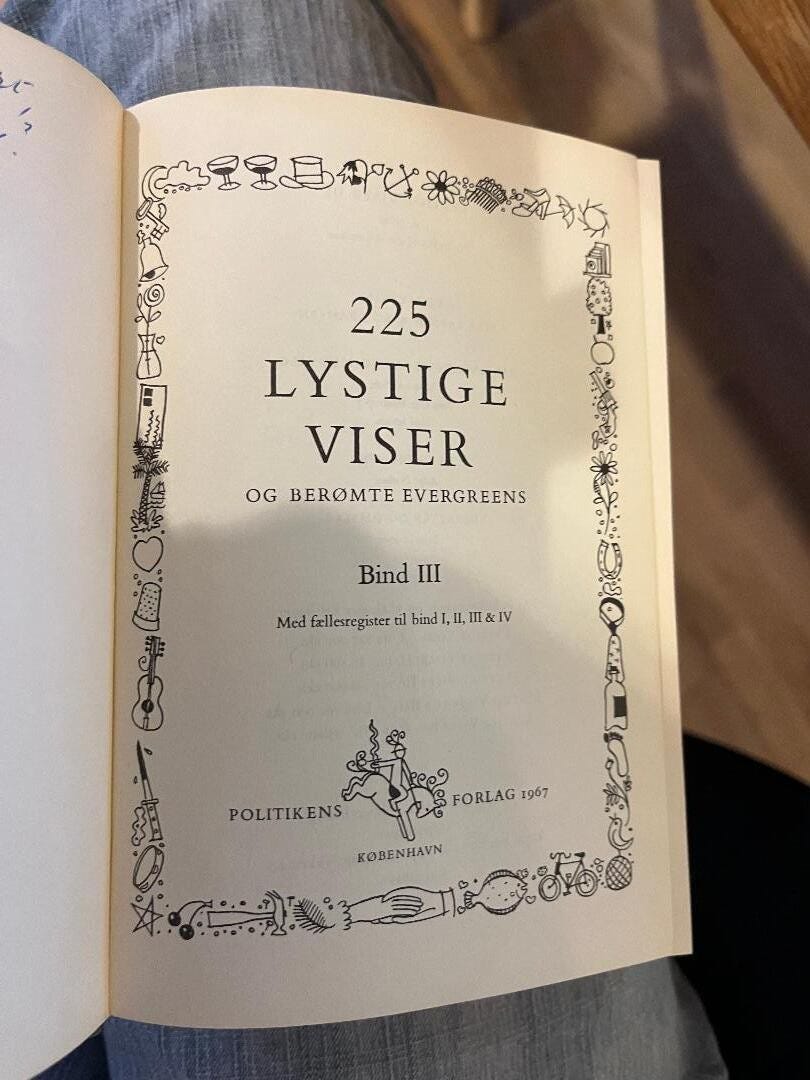 225
LYSTIGE
VISER
OG BERØMTE EVERGREENS
Bind III
Med fællesregister til bind I, II, III & IV
POLITIKENS FORLAG 1967
KØBENHAVN